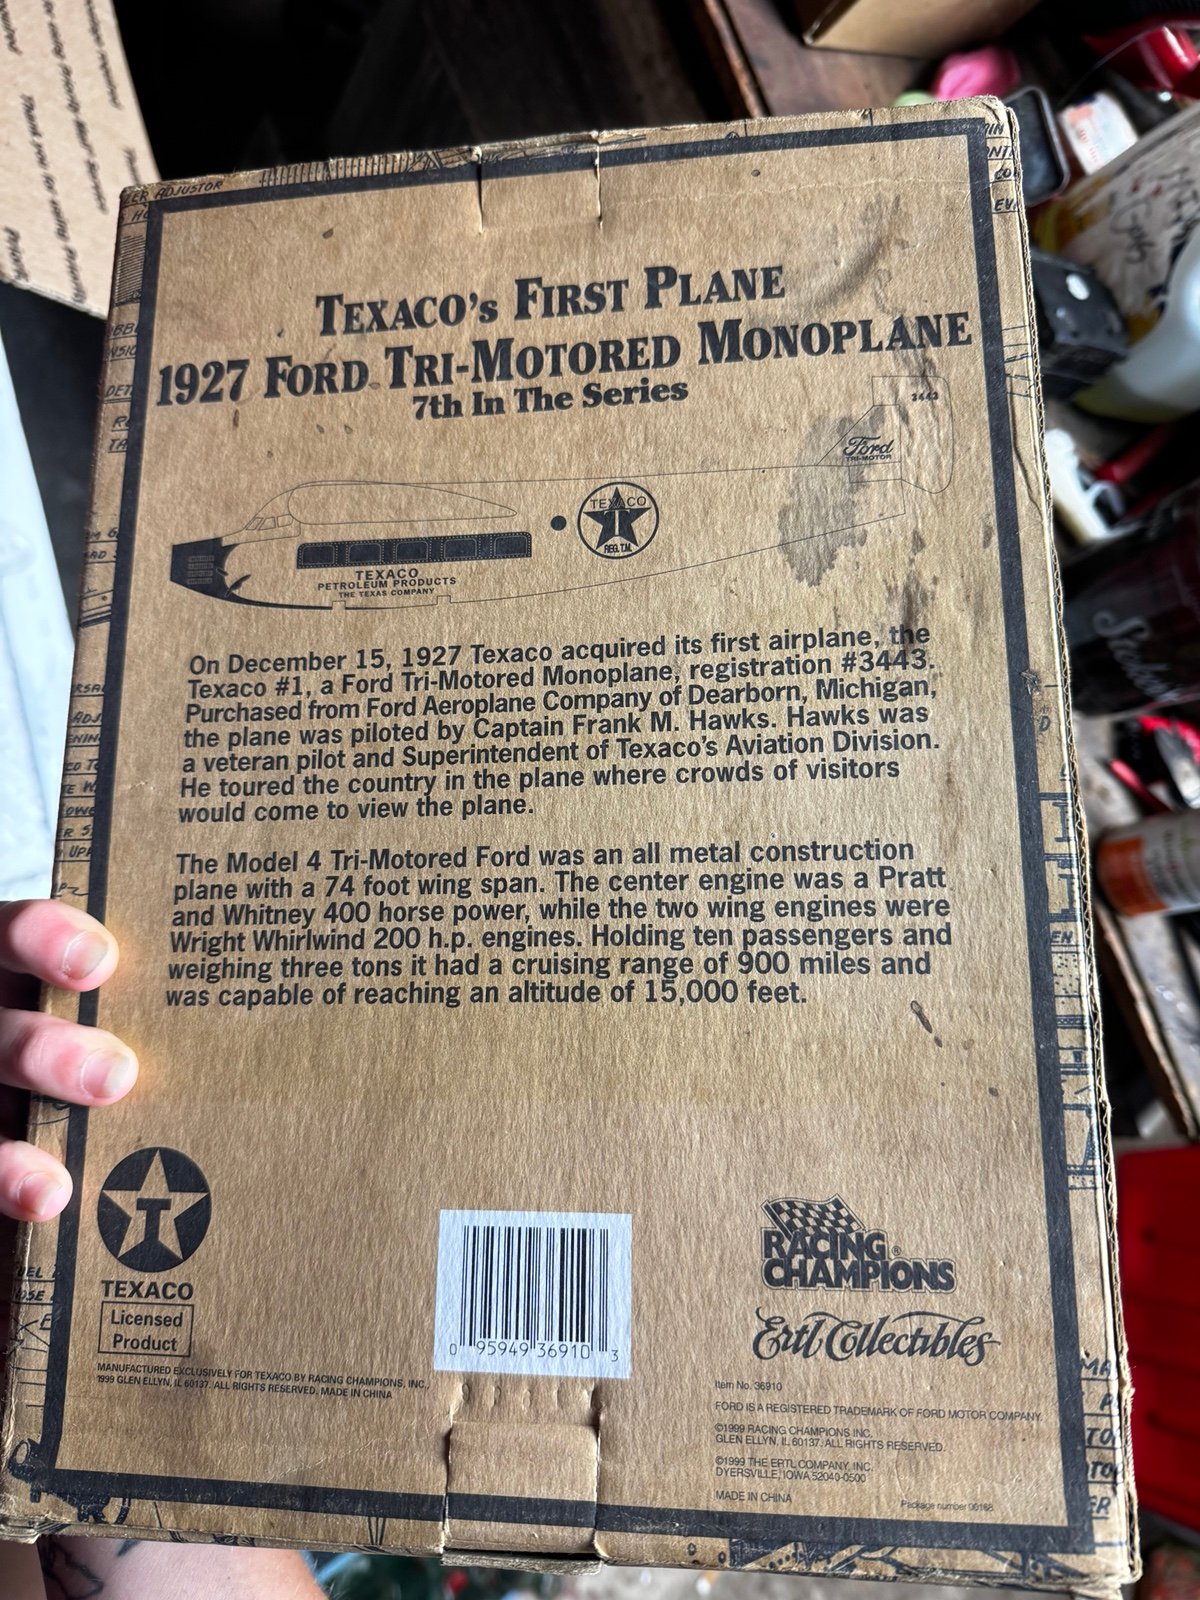 LER ADJUSTOR
TEXACO'S FIRST PLANE
1927 FORD TRI-MOTORED MONOPLANE
7th In The Series
3443
Ford
TRI-MOTOR
TEXACO
T
REG. T.M.
TEXACO
PETROLEUM PRODUCTS
THE TEXAS COMPANY
On December 15, 1927 Texaco acquired its first airplane, the
Texaco #1, a Ford Tri-Motored Monoplane, registration #3443.
Purchased from Ford Aeroplane Company of Dearborn, Michigan,
the plane was piloted by Captain Frank M. Hawks. Hawks was
a veteran pilot and Superintendent of Texaco's Aviation Division.
He toured the country in the plane where crowds of visitors
would come to view the plane.
The Model 4 Tri-Motored Ford was an all metal construction
plane with a 74 foot wing span. The center engine was a Pratt
and Whitney 400 horse power, while the two wing engines were
Wright Whirlwind 200 h.p. engines. Holding ten passengers and
weighing three tons it had a cruising range of 900 miles and
was capable of reaching an altitude of 15,000 feet.
T
TEXACO
Licensed
Product
MANUFACTURED EXCLUSIVELY FOR TEXACO BY RACING CHAMPIONS, INC.,
1999 GLEN ELLYN, IL 60137. ALL RIGHTS RESERVED. MADE IN CHINA
0 95949 36910 3
RACING
CHAMPIONS®
Ertl Collectibles
Item No. 36910
FORD IS A REGISTERED TRADEMARK OF FORD MOTOR COMPANY.
©1999 RACING CHAMPIONS INC.
GLEN ELLYN, IL 60137. ALL RIGHTS RESERVED.
©1999 THE ERTL COMPANY, INC.
DYERSVILLE, IOWA 52040-0500
MADE IN CHINA
Package number 00168